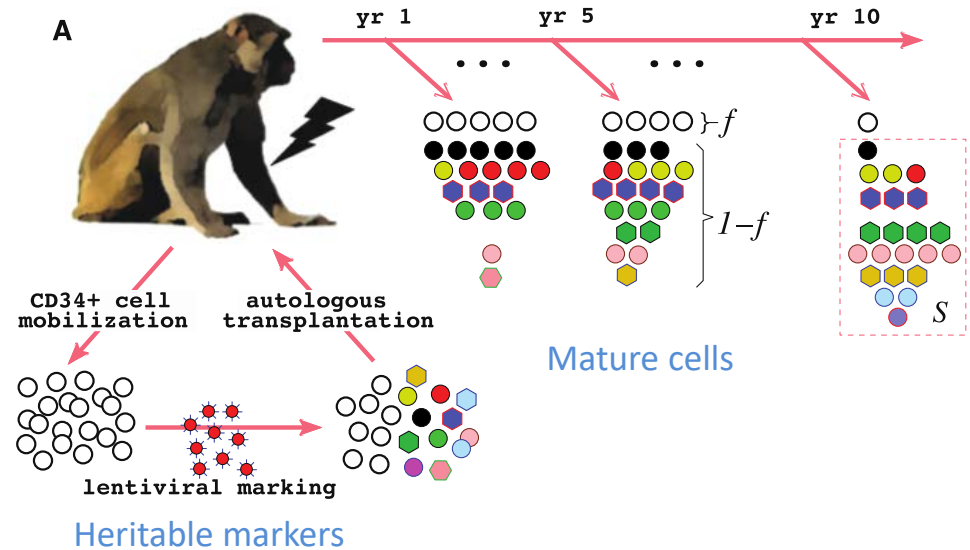 A
yr 1
yr 5
yr 10
. . .
. . .
f
1-f
CD34+ cell
mobilization
autologous
transplantation
S
Mature cells
lentiviral marking
Heritable markers